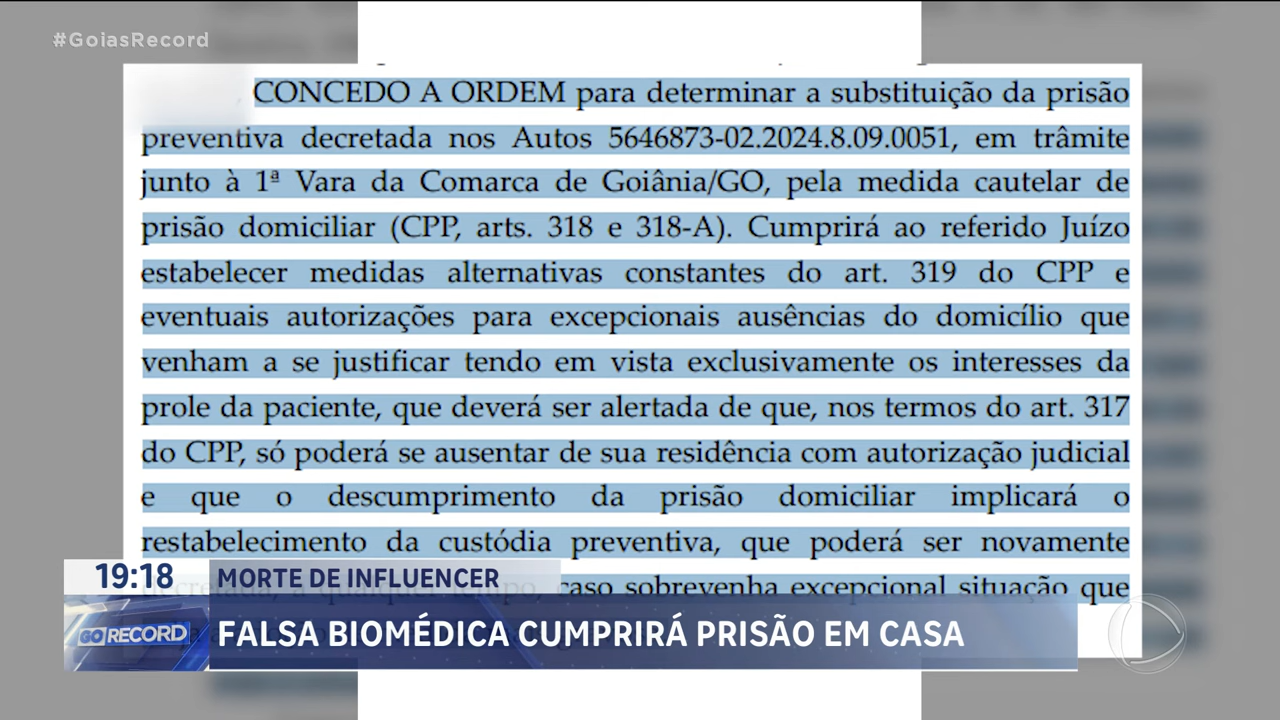 #GoiasRecord
CONCEDO A ORDEM para determinar a substituição da prisão
preventiva decretada nos Autos 5646873-02.2024.8.09.0051, em trâmite
junto à 1ª Vara da Comarca de Goiânia/GO, pela medida cautelar de
prisão domiciliar (CPP, arts. 318 e 318-A). Cumprirá ao referido Juízo
estabelecer medidas alternativas constantes do art. 319 do CPP e
eventuais autorizações para excepcionais ausências do domicílio que
venham a se justificar tendo em vista exclusivamente os interesses da
prole da paciente, que deverá ser alertada de que, nos termos do art. 317
do CPP, só poderá se ausentar de sua residência com autorização judicial
e que o descumprimento da prisão domiciliar implicará o
restabelecimento da custódia preventiva, que poderá ser novamente
caso sobrevenha excepcional situação que
19:18
MORTE DE INFLUENCER
GO RECORD
FALSA BIOMÉDICA CUMPRIRÁ PRISÃO EM CASA